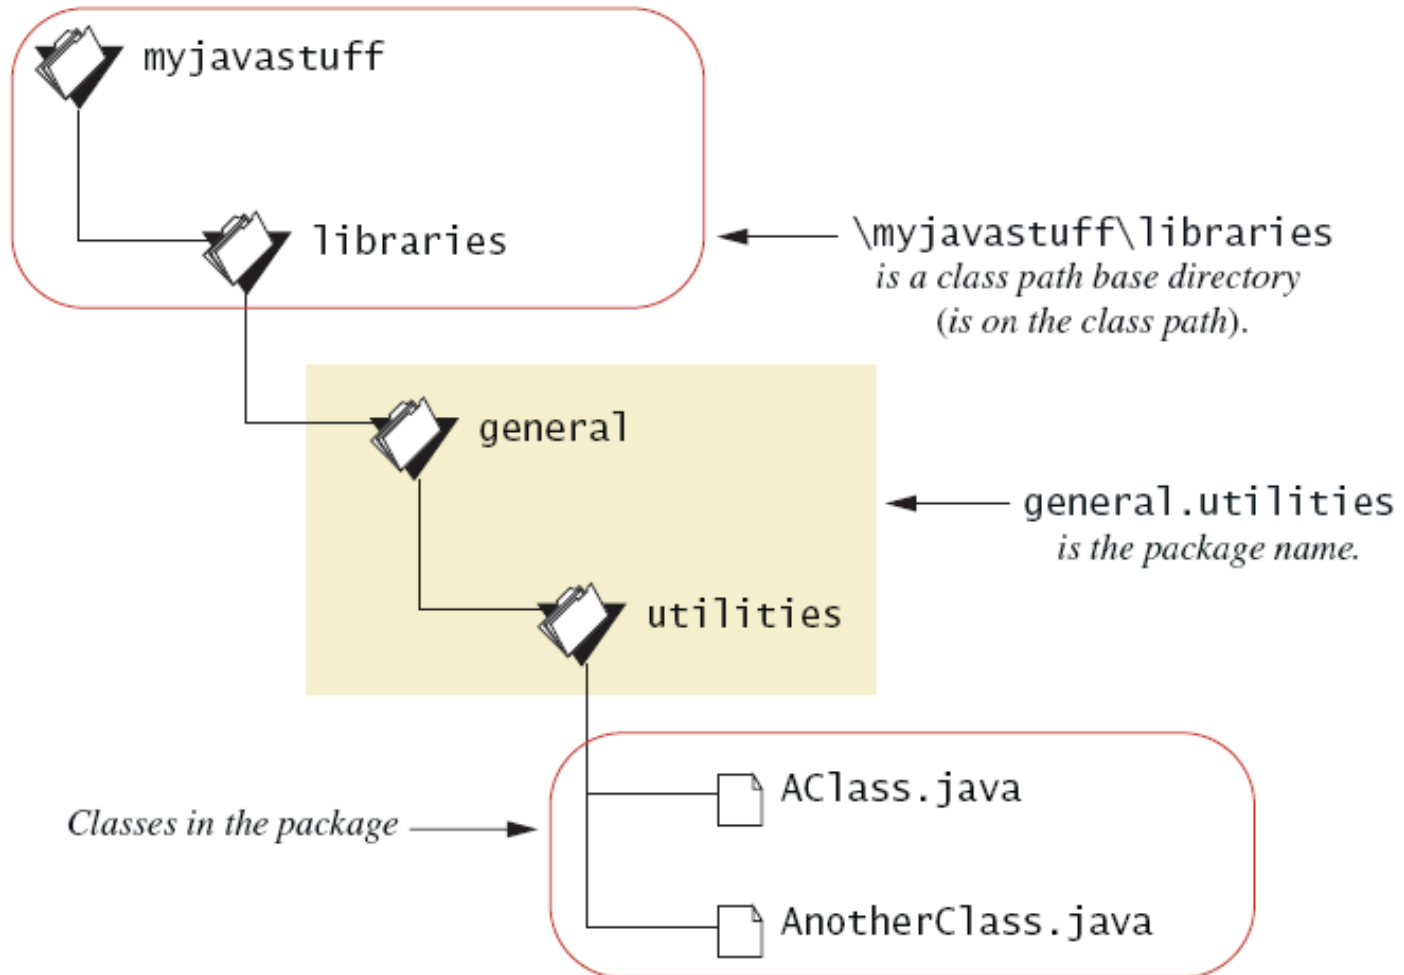 myjavastuff
libraries
\myjavastuff\libraries
is a class path base directory
(is on the class path).
general
general.utilities
is the package name.
utilities
AClass.java
Classes in the package
AnotherClass.java